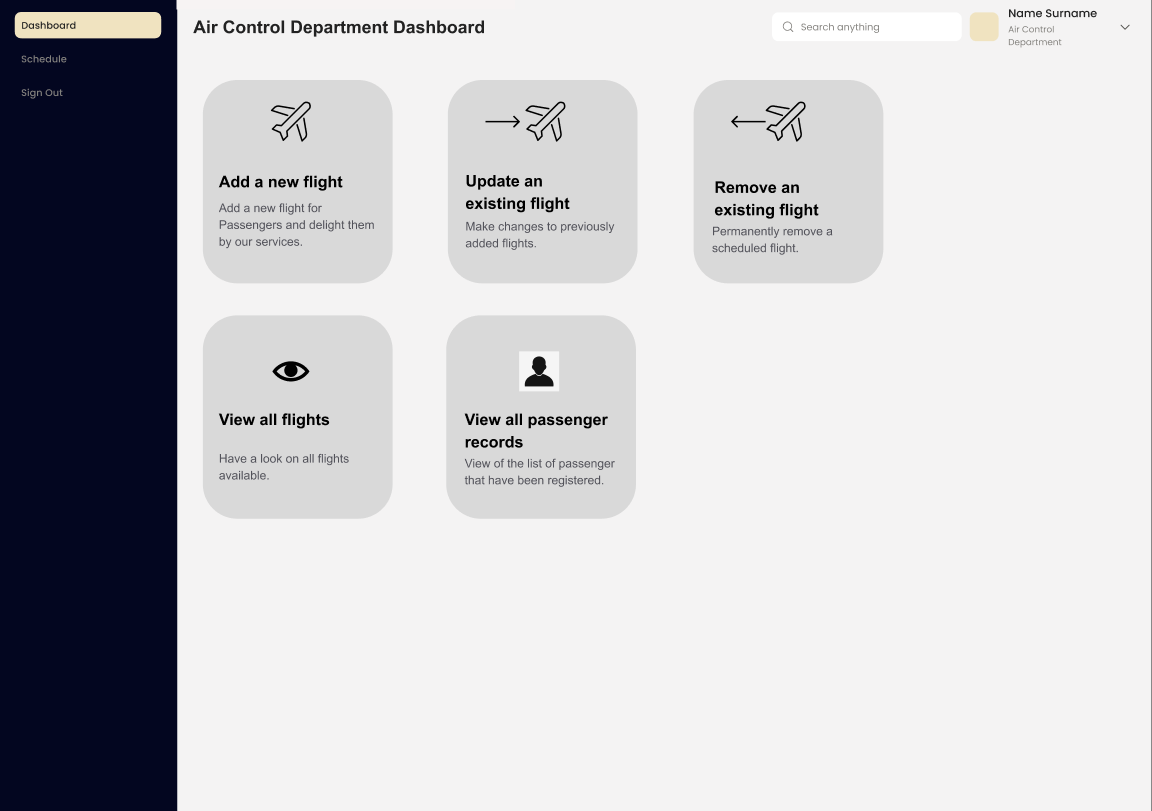 Dashboard
Schedule
Sign Out
Air Control Department Dashboard
Search anything
Name Surname
Air Control
Department
Add a new flight
Add a new flight for
Passengers and delight them
by our services.
Update an
existing flight
Make changes to previously
added flights.
Remove an
existing flight
Permanently remove a
scheduled flight.
View all flights
Have a look on all flights
available.
View all passenger
records
View of the list of passenger
that have been registered.